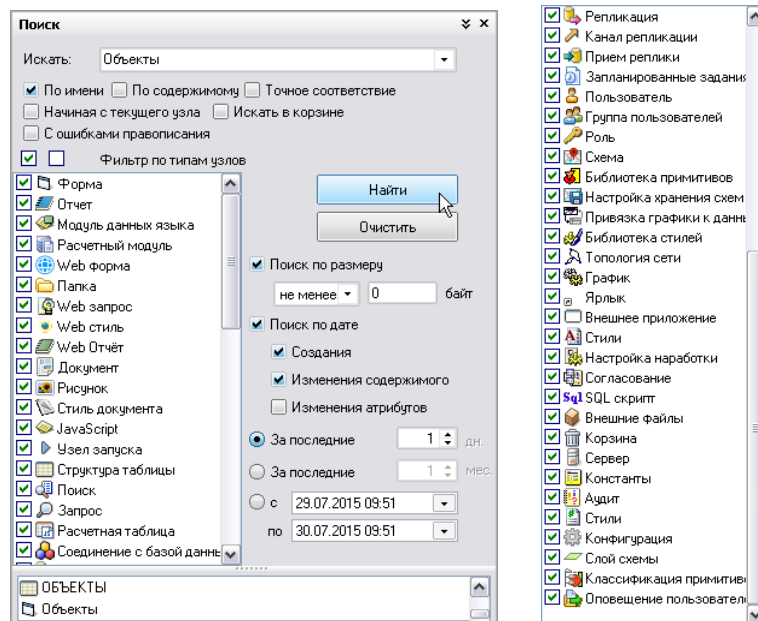 Поиск
Искать: Объекты
По имени По содержимому Точное соответствие
Начиная с текущего узла Искать в корзине
С ошибками правописания
Фильтр по типам узлов
Форма
Отчет
Модуль данных языка
Расчетный модуль
Web форма
Папка
Web запрос
Web стиль
Web Отчёт
Документ
Рисунок
Стиль документа
JavaScript
Узел запуска
Структура таблицы
Поиск
Запрос
Расчетная таблица
Соединение с базой даннь
Найти
Очистить
Поиск по размеру
не менее 0 байт
Поиск по дате
Создания
Изменения содержимого
Изменения атрибутов
За последние 1 дн.
За последние 1 мес.
с 29.07.2015 09:51
по 30.07.2015 09:51
ОБЪЕКТЫ
Объекты
Репликация
Канал репликации
Прием реплики
Запланированные задания
Пользователь
Группа пользователей
Роль
Схема
Библиотека примитивов
Настройка хранения схем
Привязка графики к даннь
Библиотека стилей
Топология сети
График
Ярлык
Внешнее приложение
Стили
Настройка наработки
Согласование
Sql SQL скрипт
Внешние файлы
Корзина
Сервер
Константы
Аудит
Стили
Конфигурация
Слой схемы
Классификация примитиво
Оповещение пользовател